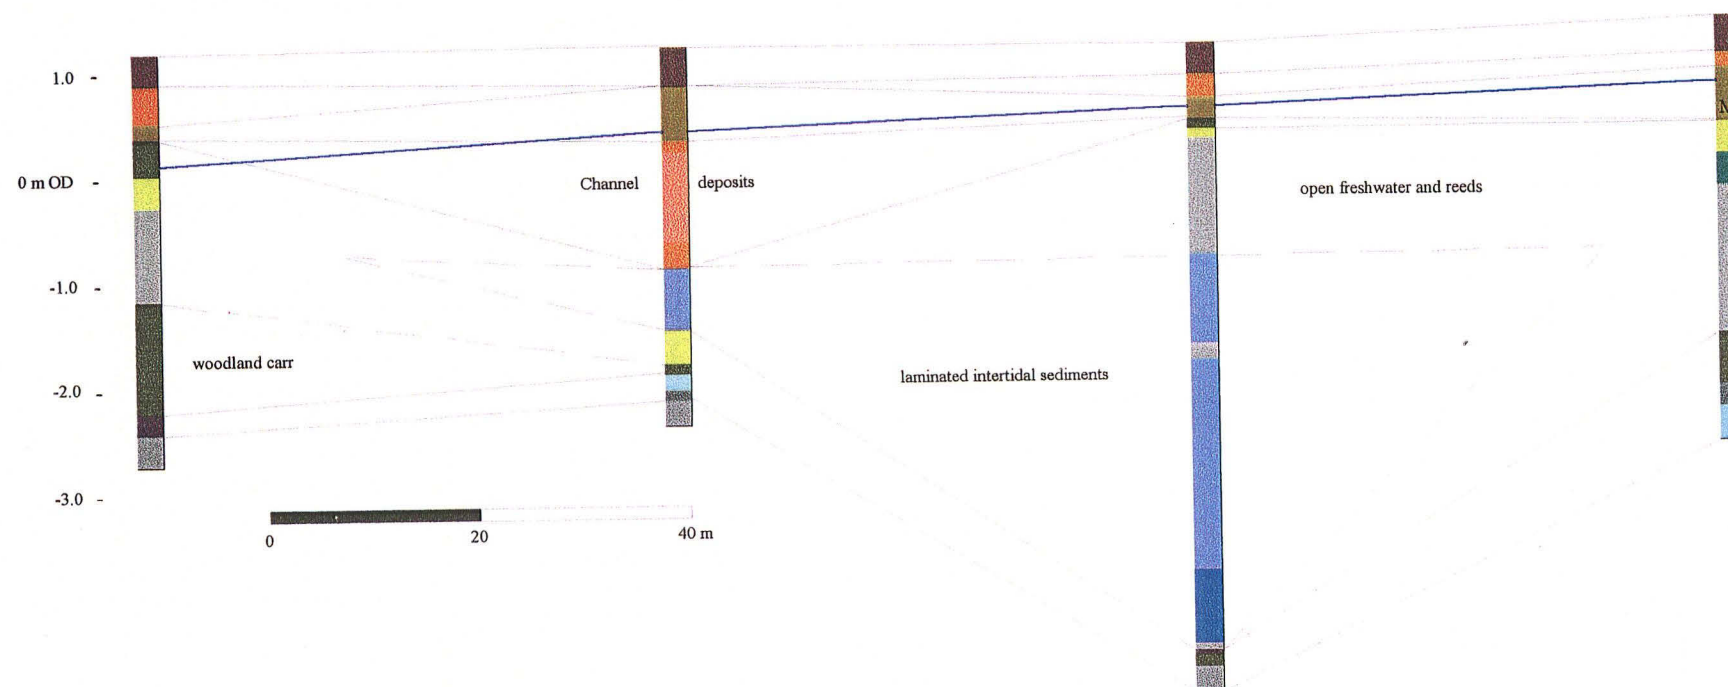 1.0 -
Channel deposits
0 m OD -
open freshwater and reeds
-1.0 -
woodland carr
laminated intertidal sediments
-2.0 -
-3.0 -
0 20 40 m